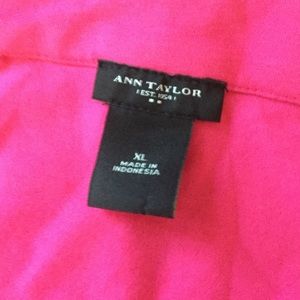 ANN TAYLOR
EST. 1954
XL
MADE IN
INDONESIA